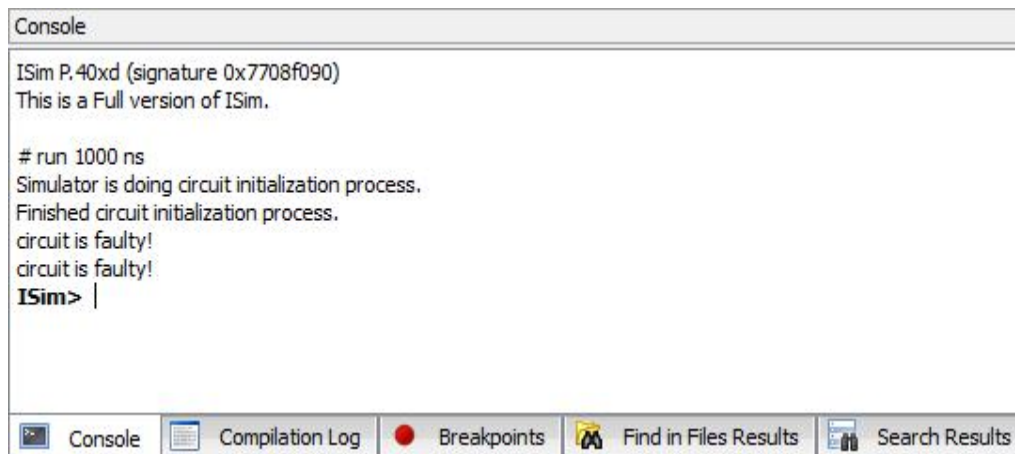 Console
ISim P.40xd (signature 0x7708f090)
This is a Full version of ISim.
# run 1000 ns
Simulator is doing circuit initialization process.
Finished circuit initialization process.
circuit is faulty!
circuit is faulty!
ISim>
Console Compilation Log Breakpoints Find in Files Results Search Results